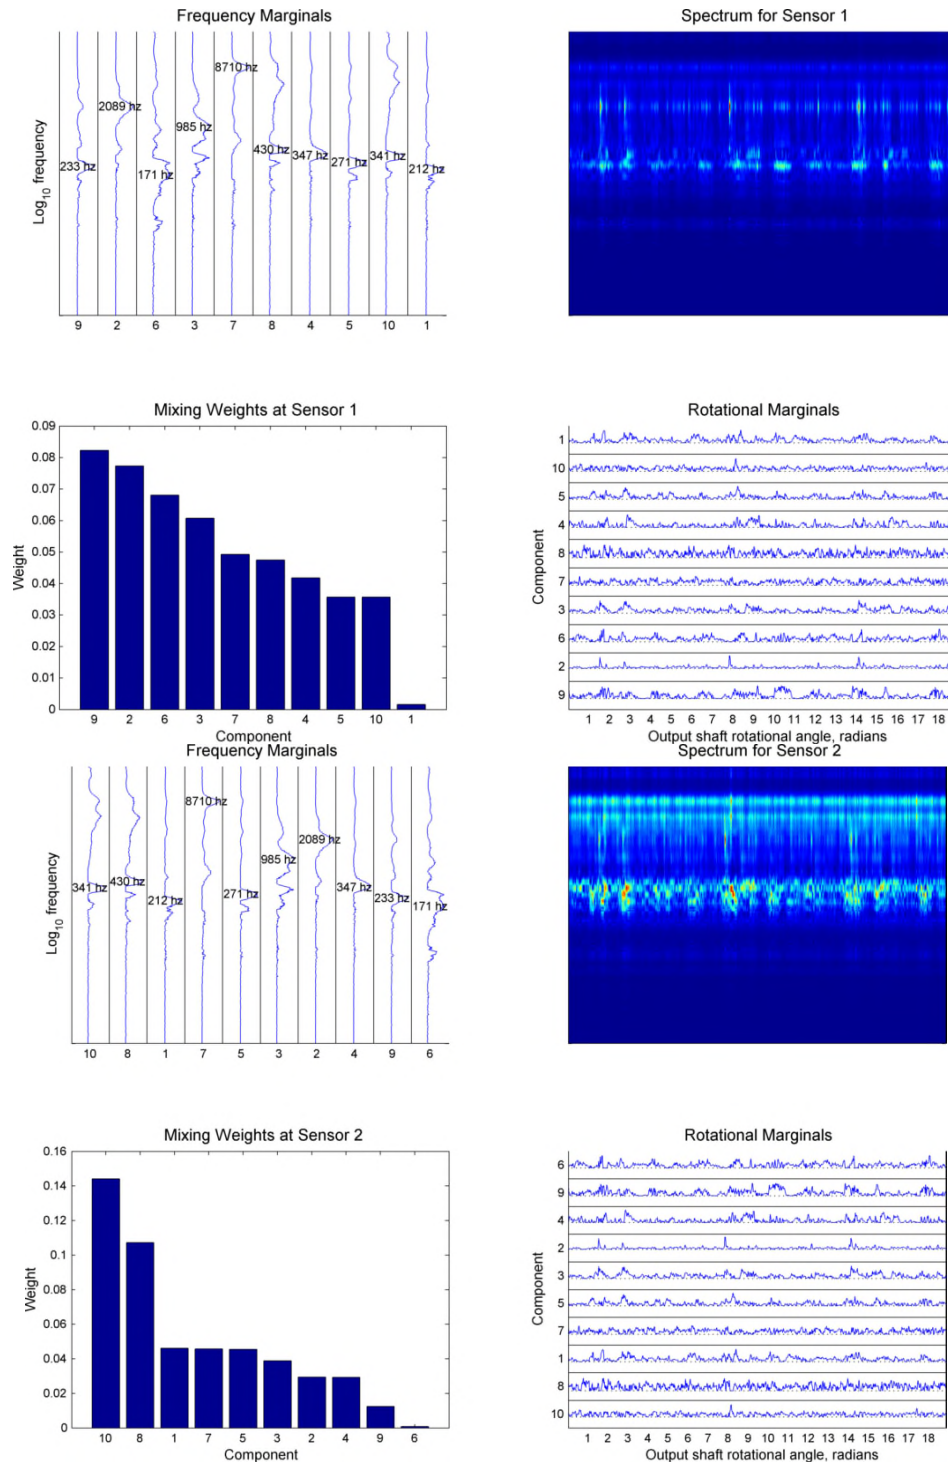 Frequency Marginals
Spectrum for Sensor 1
Log10 frequency
233 hz
2089 hz
171 hz
985 hz
8710 hz
430 hz
347 hz
271 hz
341 hz
212 hz
9 2 6 3 7 8 4 5 10 1
Mixing Weights at Sensor 1
Weight
0.09
0.08
0.07
0.06
0.05
0.04
0.03
0.02
0.01
0
9 2 6 3 7 8 4 5 10 1
Component
Rotational Marginals
Component
1
10
5
4
8
7
3
6
2
9
1 2 3 4 5 6 7 8 9 10 11 12 13 14 15 16 17 18
Output shaft rotational angle, radians
Frequency Marginals
Spectrum for Sensor 2
Log10 frequency
341 hz
430 hz
212 hz
8710 hz
271 hz
985 hz
2089 hz
347 hz
233 hz
171 hz
10 8 1 7 5 3 2 4 9 6
Mixing Weights at Sensor 2
Weight
0.16
0.14
0.12
0.1
0.08
0.06
0.04
0.02
0
10 8 1 7 5 3 2 4 9 6
Component
Rotational Marginals
Component
6
9
4
2
3
5
7
1
8
10
1 2 3 4 5 6 7 8 9 10 11 12 13 14 15 16 17 18
Output shaft rotational angle, radians